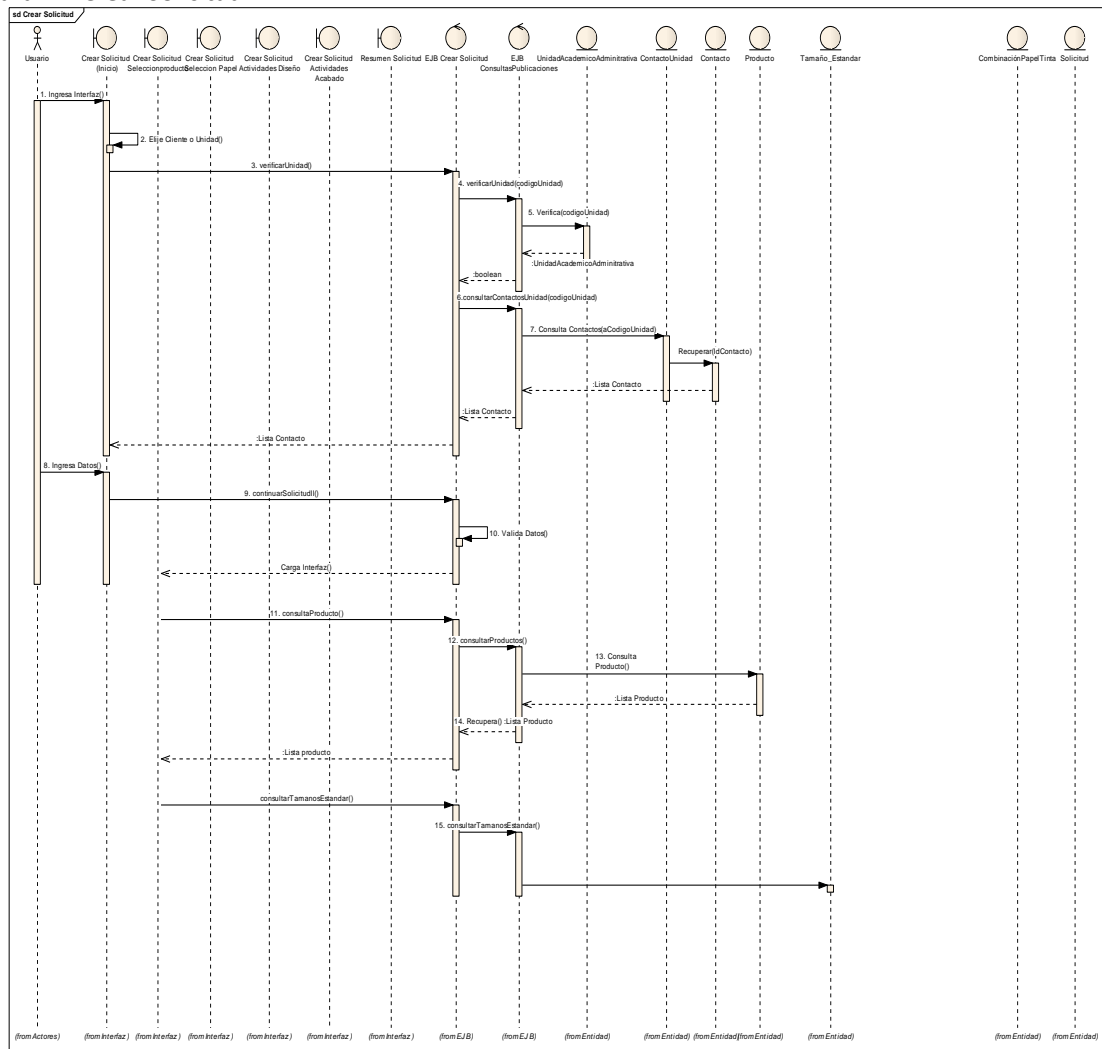 sd Crear Solicitud
Usuario
Crear Solicitud
(Inicio)
Crear Solicitud
Seleccionproducto
Crear Solicitud
Seleccion Papel
Crear Solicitud
Actividades Diseño
Crear Solicitud
Actividades
Acabado
Resumen Solicitud
EJB Crear Solicitud
EJB
ConsultasPublicaciones
UnidadAcademicoAdminitrativa
ContactoUnidad
Contacto
Producto
Tamaño_Estandar
CombinaciónPapelTinta
Solicitud
1. Ingresa Interfaz()
2. Elije Cliente o Unidad()
3. verificarUnidad()
4. verificarUnidad(codigoUnidad)
5. Verifica(codigoUnidad)
:UnidadAcademicoAdminitrativa
:boolean
6.consultarContactosUnidad(codigoUnidad)
7. Consulta Contactos(aCodigoUnidad)
Recuperar(IdContacto)
:Lista Contacto
:Lista Contacto
:Lista Contacto
8. Ingresa Datos()
9. continuarSolicitudII()
10. Valida Datos()
Carga Interfaz()
11. consultaProducto()
12. consultarProductos()
13. Consulta
Producto()
:Lista Producto
14. Recupera() :Lista Producto
:Lista producto
consultarTamanosEstandar()
15. consultarTamanosEstandar()
(from Actores)
(from Interfaz)
(from Interfaz)
(from Interfaz)
(from Interfaz)
(from Interfaz)
(from Interfaz)
(from EJB)
(from EJB)
(from Entidad)
(from Entidad)
(from Entidad)
(from Entidad)
(from Entidad)
(from Entidad)
(from Entidad)